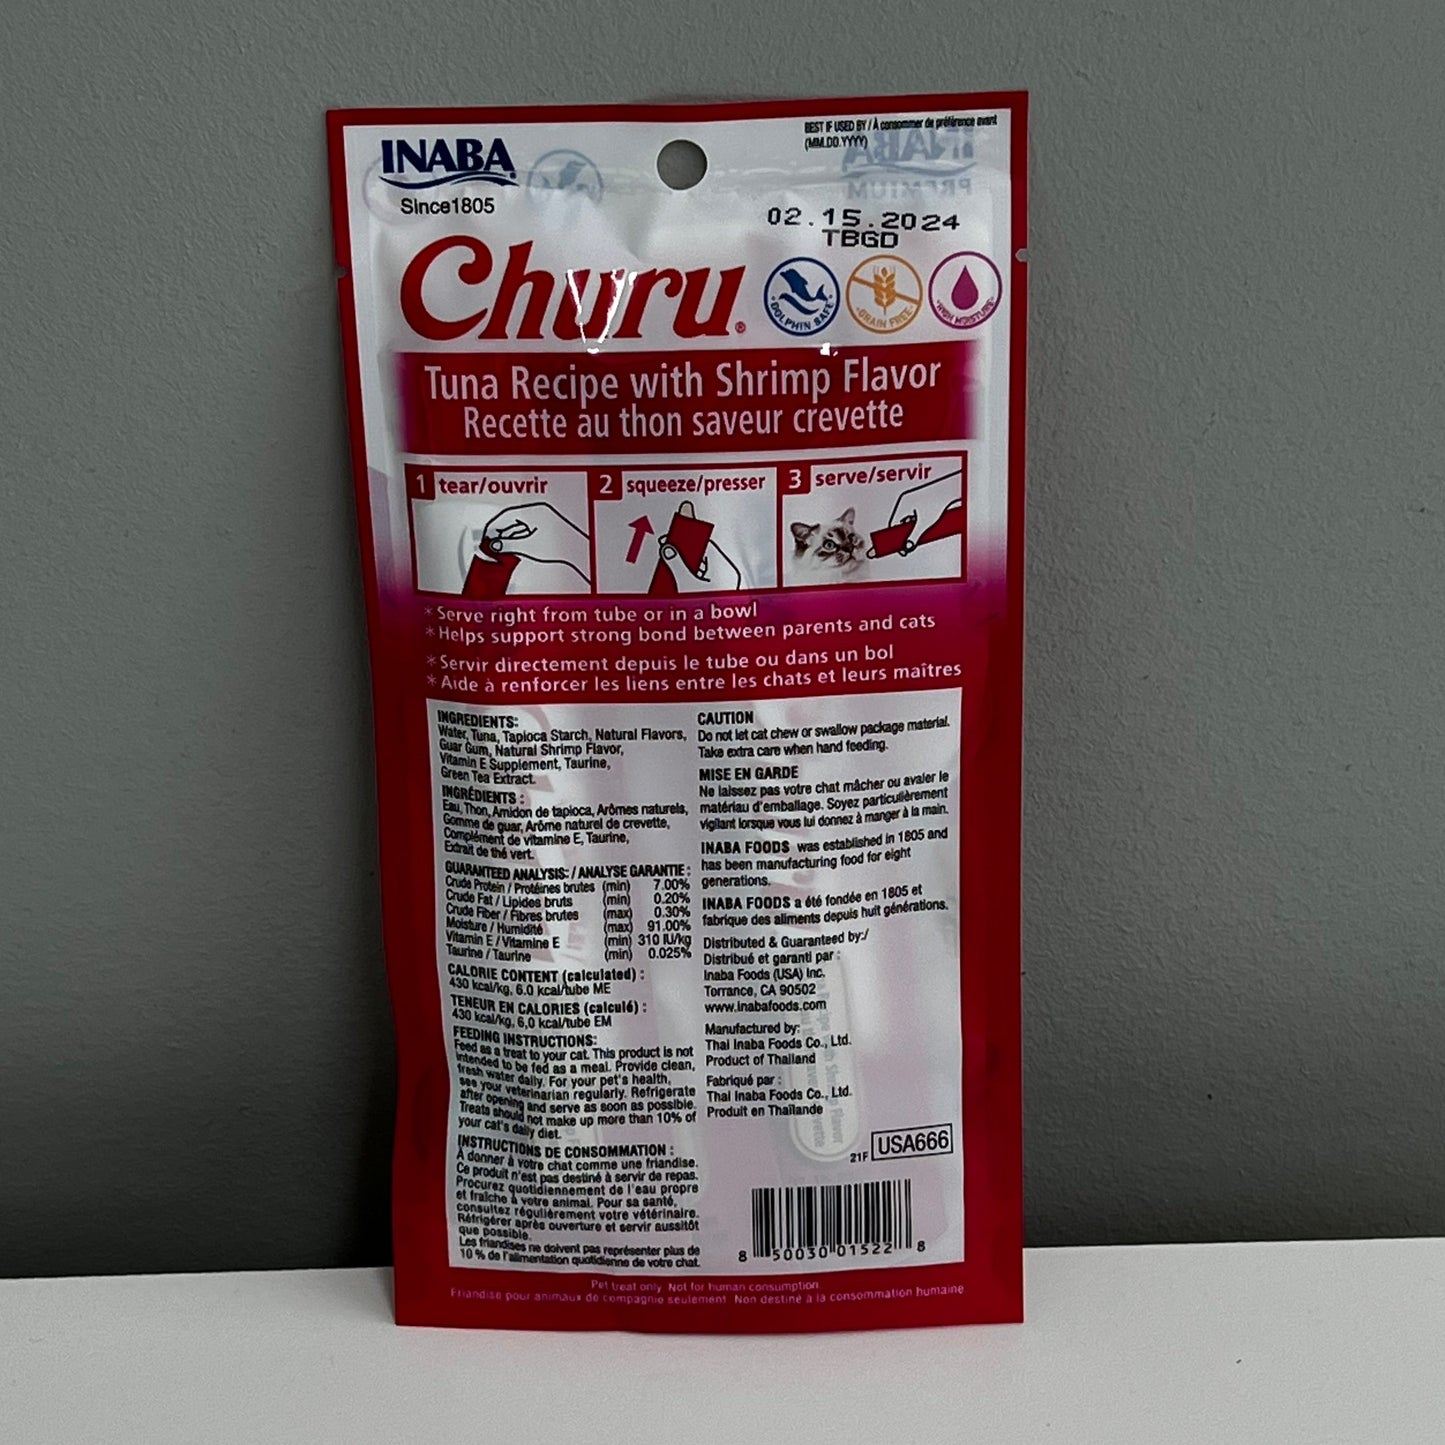 INABA
Since1805
BEST IF USED BY / À consommer de préférence avant
(MM.DD.YYYY)
02.15.2024
TBGD
Churu®
DOLPHIN SAFE
GRAIN FREE
HIGH MOISTURE
Tuna Recipe with Shrimp Flavor
Recette au thon saveur crevette
1 tear/ouvrir
2 squeeze/presser
3 serve/servir
*Serve right from tube or in a bowl
*Helps support strong bond between parents and cats
*Servir directement depuis le tube ou dans un bol
*Aide à renforcer les liens entre les chats et leurs maîtres
INGREDIENTS:
Water, Tuna, Tapioca Starch, Natural Flavors,
Guar Gum, Natural Shrimp Flavor,
Vitamin E Supplement, Taurine,
Green Tea Extract.
INGRÉDIENTS :
Eau, Thon, Amidon de tapioca, Arômes naturels,
Gomme de guar, Arôme naturel de crevette,
Complément de vitamine E, Taurine,
Extrait de thé vert.
GUARANTEED ANALYSIS: / ANALYSE GARANTIE :
Crude Protein / Protéines brutes (min) 7.00%
Crude Fat / Lipides bruts (min) 0.20%
Crude Fiber / Fibres brutes (max) 0.30%
Moisture / Humidité (max) 91.00%
Vitamin E / Vitamine E (min) 310 IU/kg
Taurine / Taurine (min) 0.025%
CALORIE CONTENT (calculated) :
430 kcal/kg, 6.0 kcal/tube ME
TENEUR EN CALORIES (calculé) :
430 kcal/kg, 6,0 kcal/tube EM
FEEDING INSTRUCTIONS:
Feed as a treat to your cat. This product is not
intended to be fed as a meal. Provide clean,
fresh water daily. For your pet's health,
see your veterinarian regularly. Refrigerate
after opening and serve as soon as possible.
Treats should not make up more than 10% of
your cat's daily diet.
INSTRUCTIONS DE CONSOMMATION :
À donner à votre chat comme une friandise.
Ce produit n'est pas destiné à servir de repas.
Procurez quotidiennement de l'eau propre
et fraîche à votre animal. Pour sa santé,
consultez régulièrement votre vétérinaire.
Réfrigérer après ouverture et servir aussitôt
que possible.
Les friandises ne doivent pas représenter plus de
10 % de l'alimentation quotidienne de votre chat.
CAUTION
Do not let cat chew or swallow package material.
Take extra care when hand feeding.
MISE EN GARDE
Ne laissez pas votre chat mâcher ou avaler le
matériau d'emballage. Soyez particulièrement
vigilant lorsque vous lui donnez à manger à la main.
INABA FOODS was established in 1805 and
has been manufacturing food for eight
generations.
INABA FOODS a été fondée en 1805 et
fabrique des aliments depuis huit générations.
Distributed & Guaranteed by:/
Distribué et garanti par :
Inaba Foods (USA) Inc.
Torrance, CA 90502
www.inabafoods.com
Manufactured by:
Thai Inaba Foods Co., Ltd.
Product of Thailand
Fabriqué par :
Thai Inaba Foods Co., Ltd.
Produit en Thaïlande
21F USA666
8 50030 01522 8
Pet treat only. Not for human consumption.
Friandise pour animaux de compagnie seulement. Non destiné à la consommation humaine